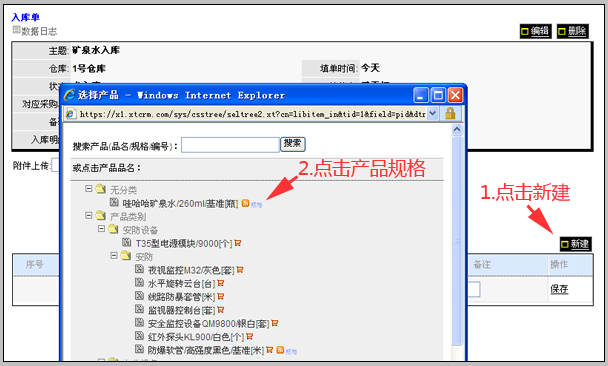 入库单
数据日志
编辑 删除
主题: 矿泉水入库
仓库: 1号仓库 填单时间: 今天
选择产品 - Windows Internet Explorer
https://xl.xtcrm.com/sys/csstree/seltree2.xt?cn=libitem_in&tid=1&field=pid&dtr
对应采购
入库明
附件上传:
搜索产品(品名/规格/编号): 搜索
或点击产品品名:
2.点击产品规格
1.点击新建
无分类
哇哈哈矿泉水/260ml/基准[瓶] 规格
产品类别
安防设备
T35型电源模块/9000[个]
安防
夜视监控M32/灰色[套]
水平旋转云台[台]
线路防暴套管[米]
监视器控制台[套]
安全监控设备QM9800/银白[套]
红外探头KL900/白色[个]
防爆软管/高强度黑色/基准[米] 规格
新建
序号 备注 操作
保存